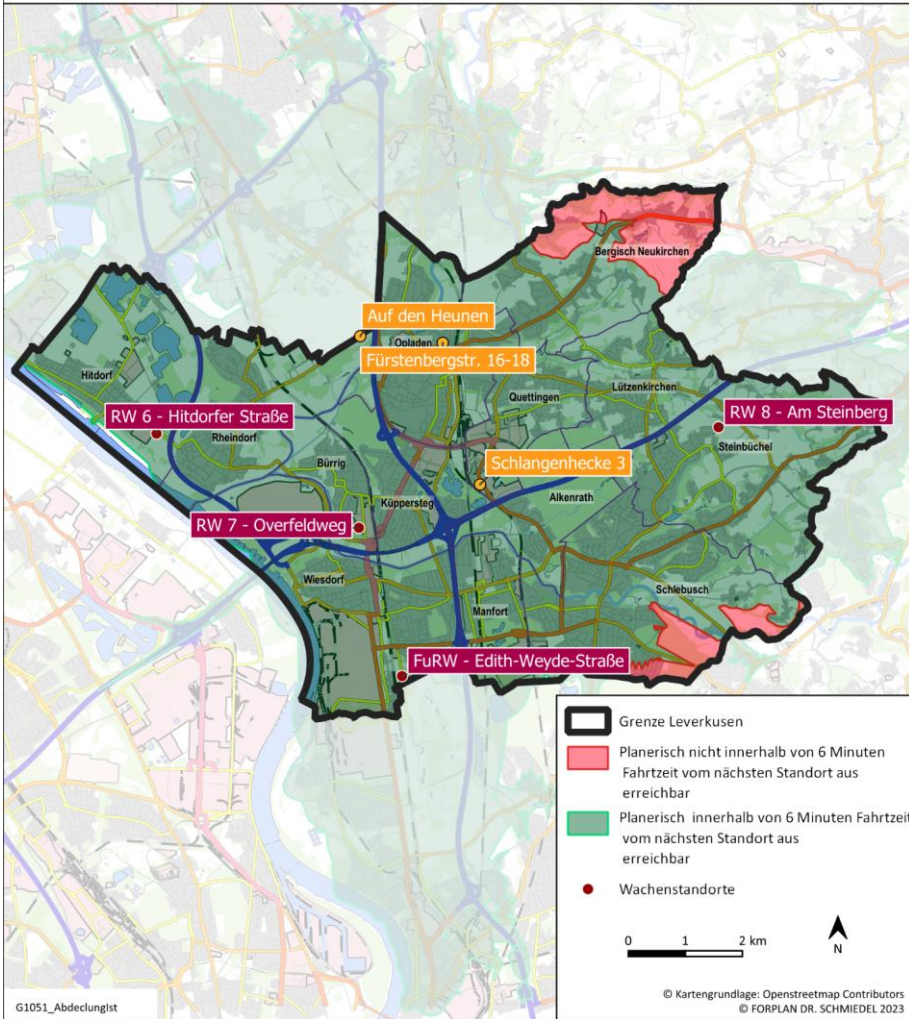 Bergisch Neukirchen
Auf den Heunen
Opladen
Fürstenbergstr. 16-18
Hitdorf
Lützenkirchen
Quettingen
RW 6 - Hitdorfer Straße
RW 8 - Am Steinberg
Rheindorf
Steinbüchel
Bürrig
Schlangenhecke 3
Küppersteg
Alkenrath
RW 7 - Overfeldweg
Wiesdorf
Schlebusch
Manfort
FuRW - Edith-Weyde-Straße
Grenze Leverkusen
Planerisch nicht innerhalb von 6 Minuten
Fahrtzeit vom nächsten Standort aus
erreichbar
Planerisch innerhalb von 6 Minuten Fahrtzeit
vom nächsten Standort aus
erreichbar
Wachenstandorte
0 1 2 km
N
G1051_AbdeclungIst
© Kartengrundlage: Openstreetmap Contributors
© FORPLAN DR. SCHMIEDEL 2023